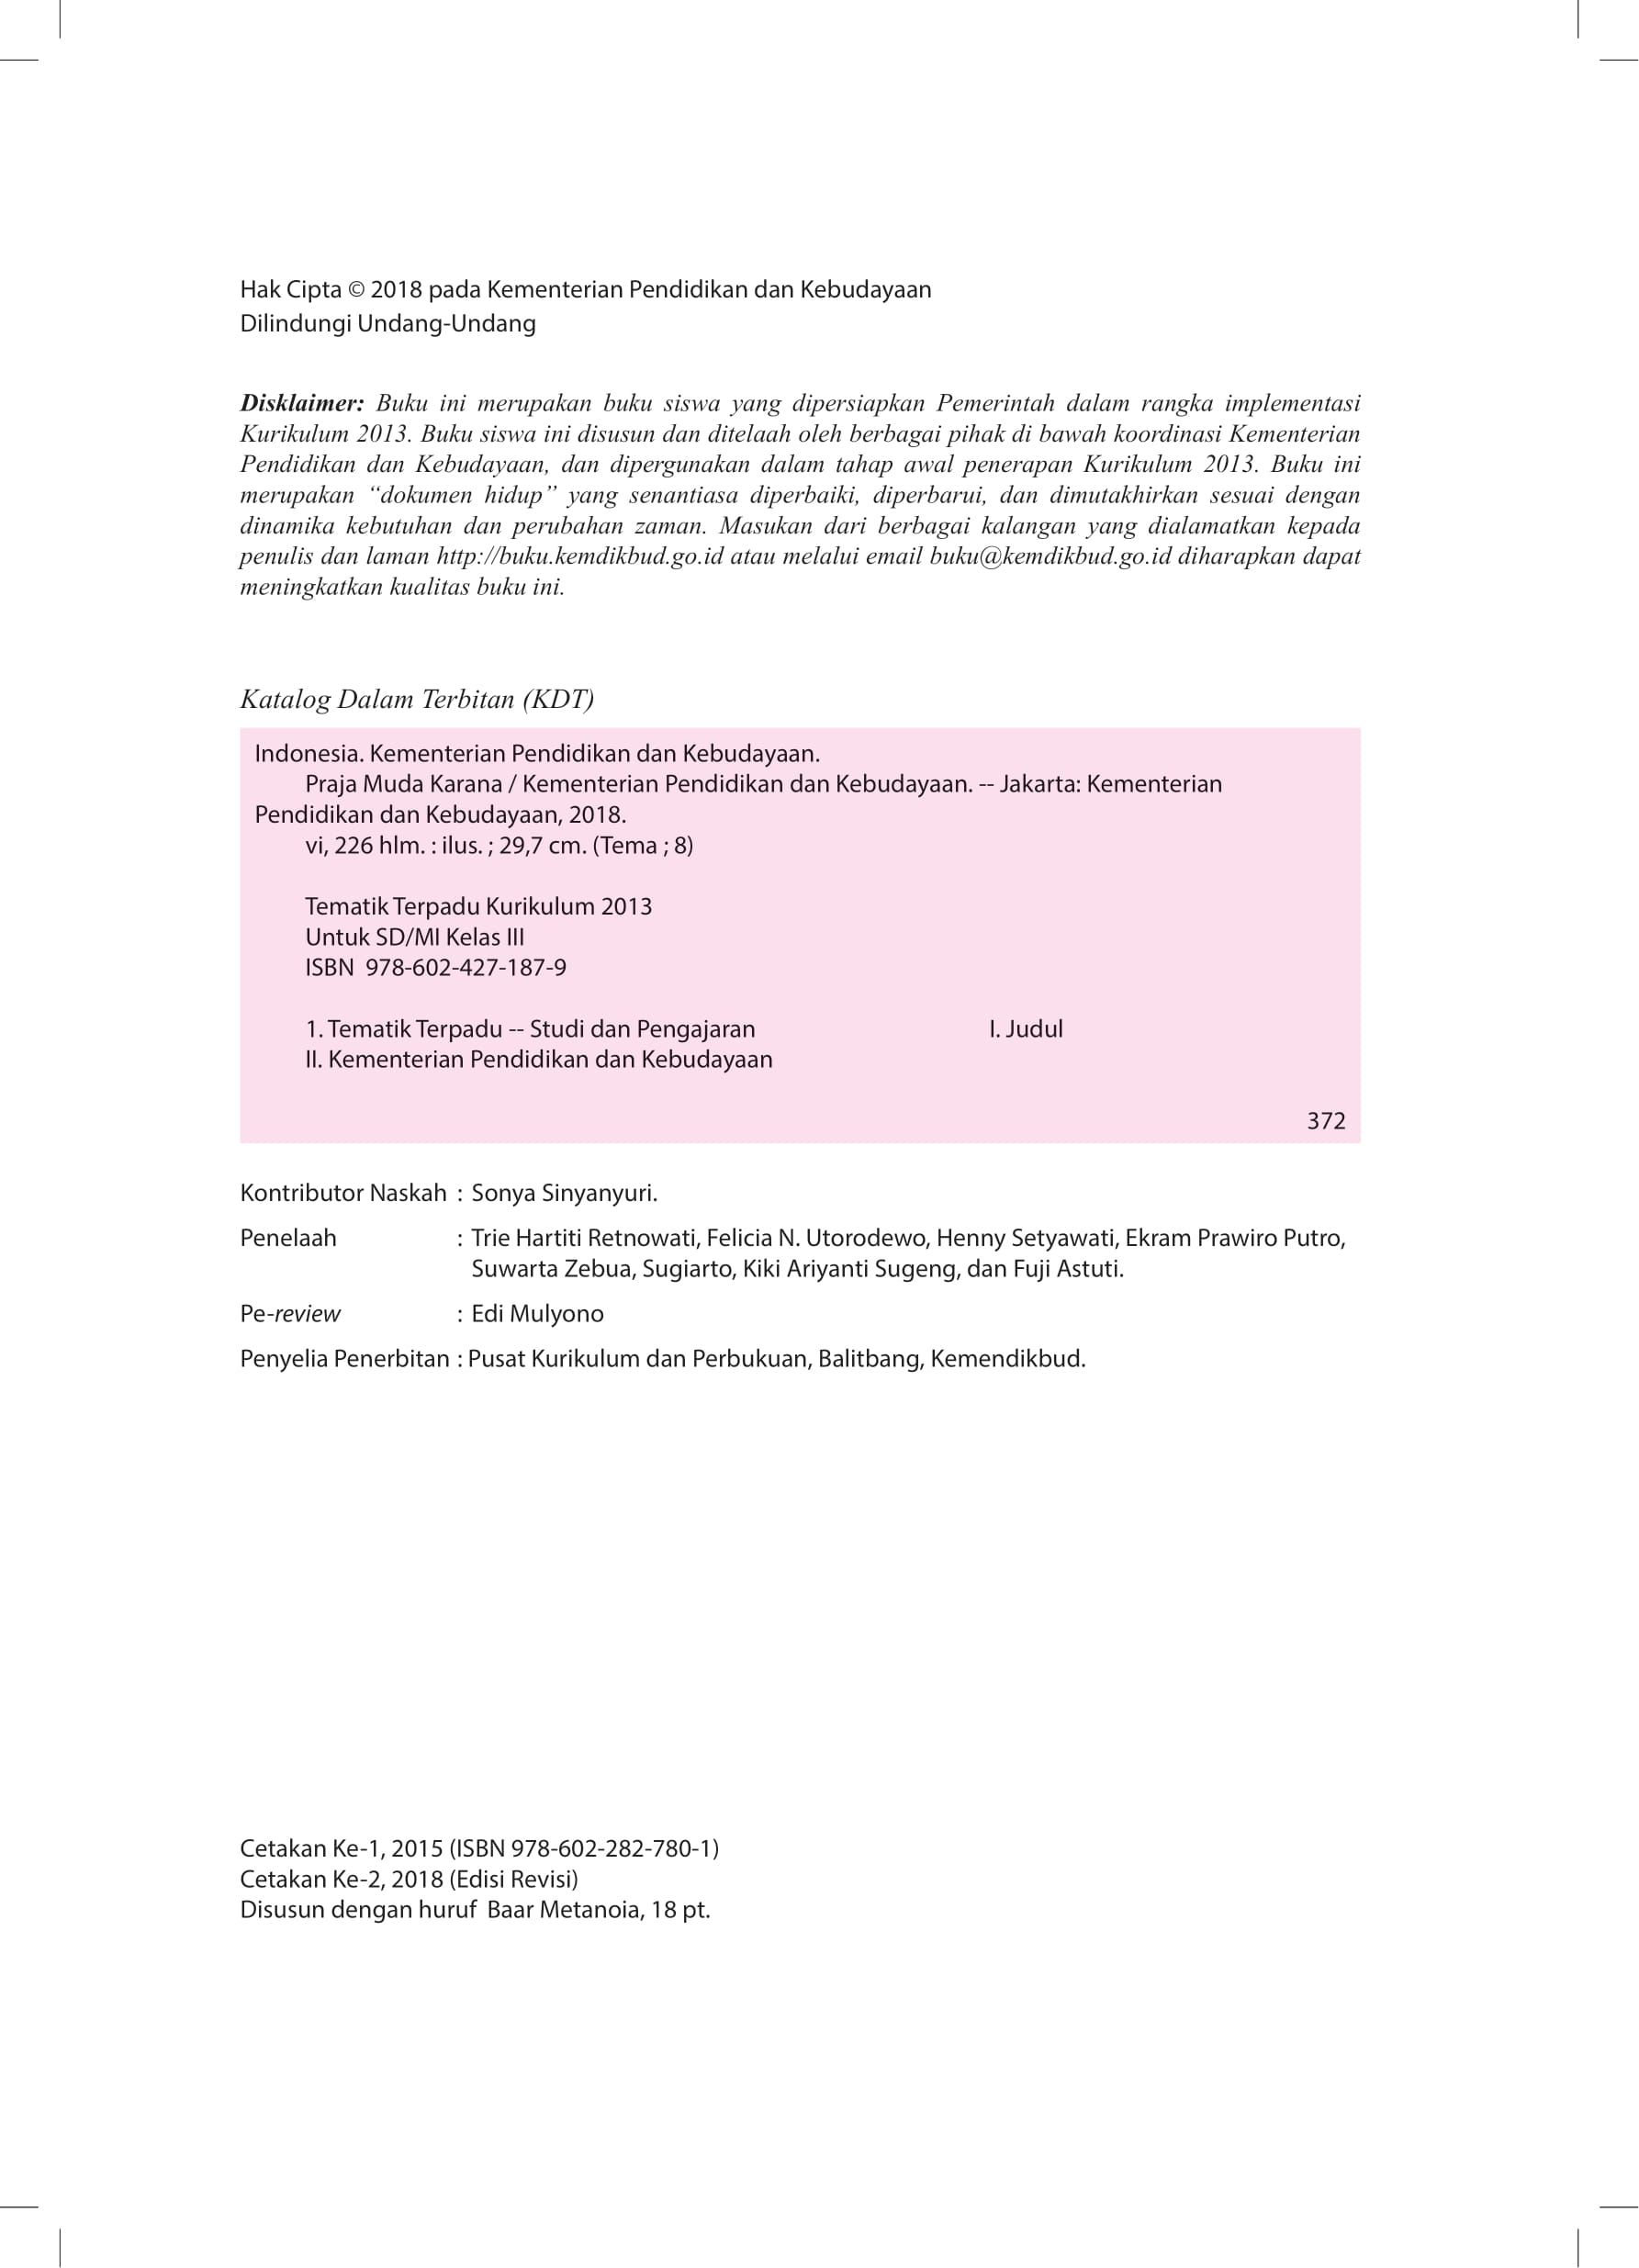 Hak Cipta © 2018 pada Kementerian Pendidikan dan Kebudayaan
Dilindungi Undang-Undang
Disklaimer: Buku ini merupakan buku siswa yang dipersiapkan Pemerintah dalam rangka implementasi
Kurikulum 2013. Buku siswa ini disusun dan ditelaah oleh berbagai pihak di bawah koordinasi Kementerian
Pendidikan dan Kebudayaan, dan dipergunakan dalam tahap awal penerapan Kurikulum 2013. Buku ini
merupakan “dokumen hidup” yang senantiasa diperbaiki, diperbarui, dan dimutakhirkan sesuai dengan
dinamika kebutuhan dan perubahan zaman. Masukan dari berbagai kalangan yang dialamatkan kepada
penulis dan laman http://buku.kemdikbud.go.id atau melalui email buku@kemdikbud.go.id diharapkan dapat
meningkatkan kualitas buku ini.
Katalog Dalam Terbitan (KDT)
Indonesia. Kementerian Pendidikan dan Kebudayaan.
Praja Muda Karana / Kementerian Pendidikan dan Kebudayaan. -- Jakarta: Kementerian
Pendidikan dan Kebudayaan, 2018.
vi, 226 hlm. : ilus. ; 29,7 cm. (Tema ; 8)
Tematik Terpadu Kurikulum 2013
Untuk SD/MI Kelas III
ISBN 978-602-427-187-9
1. Tematik Terpadu -- Studi dan Pengajaran I. Judul
II. Kementerian Pendidikan dan Kebudayaan
372
Kontributor Naskah : Sonya Sinyanyuri.
Penelaah : Trie Hartiti Retnowati, Felicia N. Utorodewo, Henny Setyawati, Ekram Prawiro Putro,
Suwarta Zebua, Sugiarto, Kiki Ariyanti Sugeng, dan Fuji Astuti.
Pe-review : Edi Mulyono
Penyelia Penerbitan : Pusat Kurikulum dan Perbukuan, Balitbang, Kemendikbud.
Cetakan Ke-1, 2015 (ISBN 978-602-282-780-1)
Cetakan Ke-2, 2018 (Edisi Revisi)
Disusun dengan huruf Baar Metanoia, 18 pt.